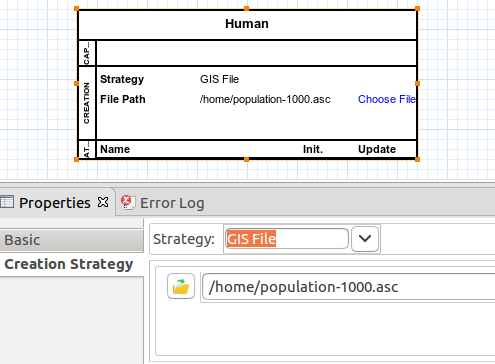 Human
CAP...
CREATION
Strategy GIS File
File Path /home/population-1000.asc Choose File
AT... Name Init. Update
Properties Error Log
Basic
Creation Strategy
Strategy: GIS File
/home/population-1000.asc